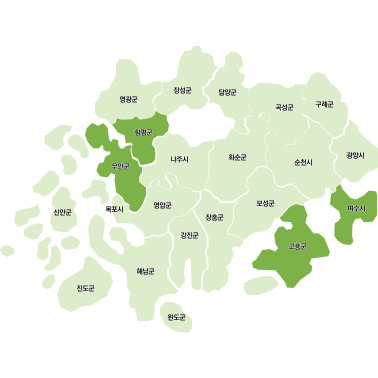 영광군
장성군
담양군
곡성군
구례군
함평군
나주시
화순군
순천시
광양시
무안군
신안군
목포시
영암군
장흥군
보성군
여수시
강진군
고흥군
해남군
진도군
완도군